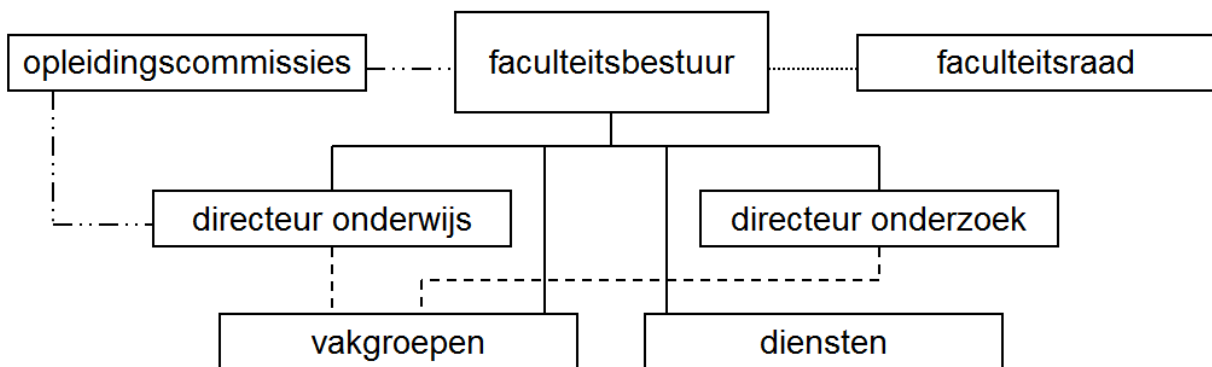 opleidingscommissies
faculteitsbestuur
faculteitsraad
directeur onderwijs
directeur onderzoek
vakgroepen
diensten